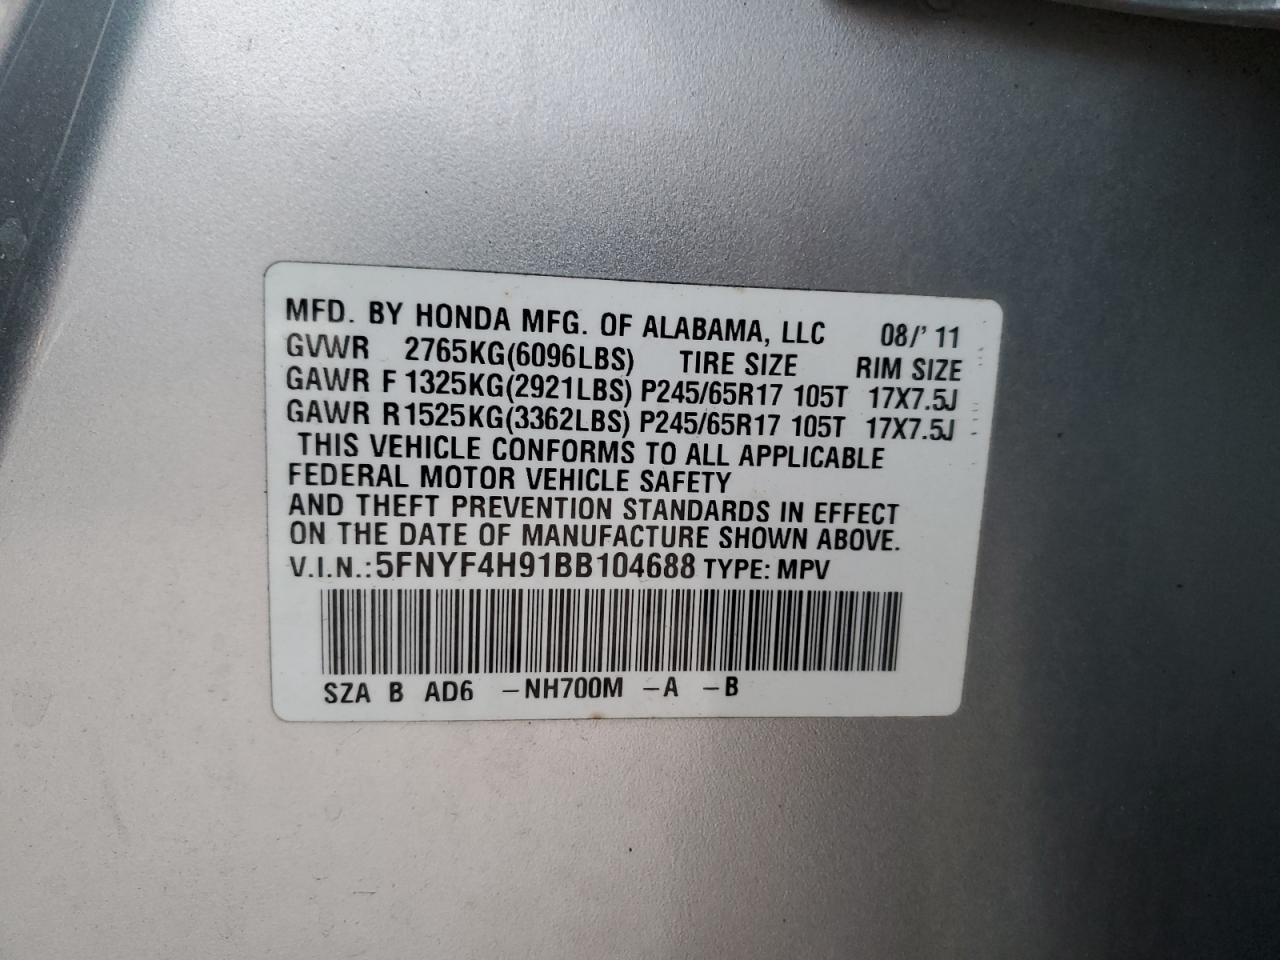 MFD. BY HONDA MFG. OF ALABAMA, LLC 08/' 11
GVWR 2765KG(6096LBS) TIRE SIZE RIM SIZE
GAWR F 1325KG(2921LBS) P245/65R17 105T 17X7.5J
GAWR R 1525KG(3362LBS) P245/65R17 105T 17X7.5J
THIS VEHICLE CONFORMS TO ALL APPLICABLE
FEDERAL MOTOR VEHICLE SAFETY
AND THEFT PREVENTION STANDARDS IN EFFECT
ON THE DATE OF MANUFACTURE SHOWN ABOVE.
V.I.N.: 5FNYF4H91BB104688 TYPE: MPV
SZA B AD6 -NH700M -A -B